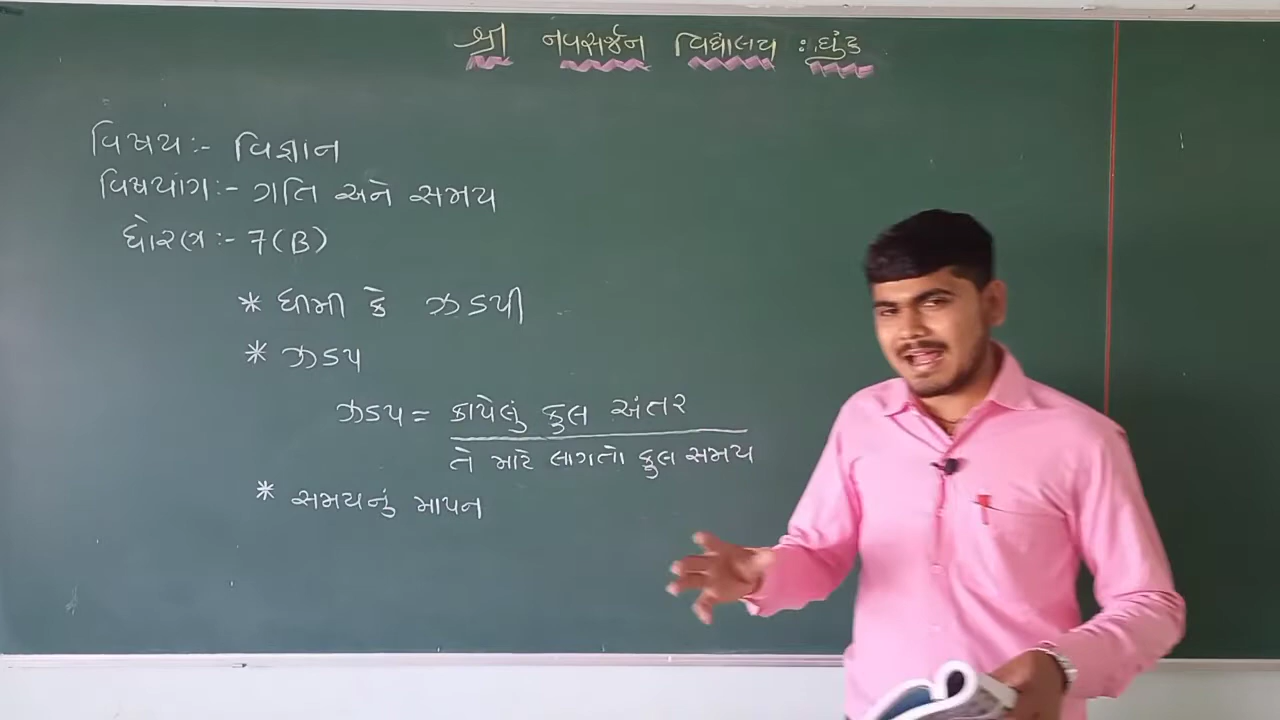 શ્રી નવસર્જન વિદ્યાલય : ઘુંટુ
વિષય:- વિજ્ઞાન
વિષયાંગ:- ગતિ અને સમય
ધોરણ:- 7(B)
* ધીમી કે ઝડપી
* ઝડપ
ઝડપ = કાપેલું કુલ અંતર
તે માટે લાગતો કુલ સમય
* સમયનું માપન